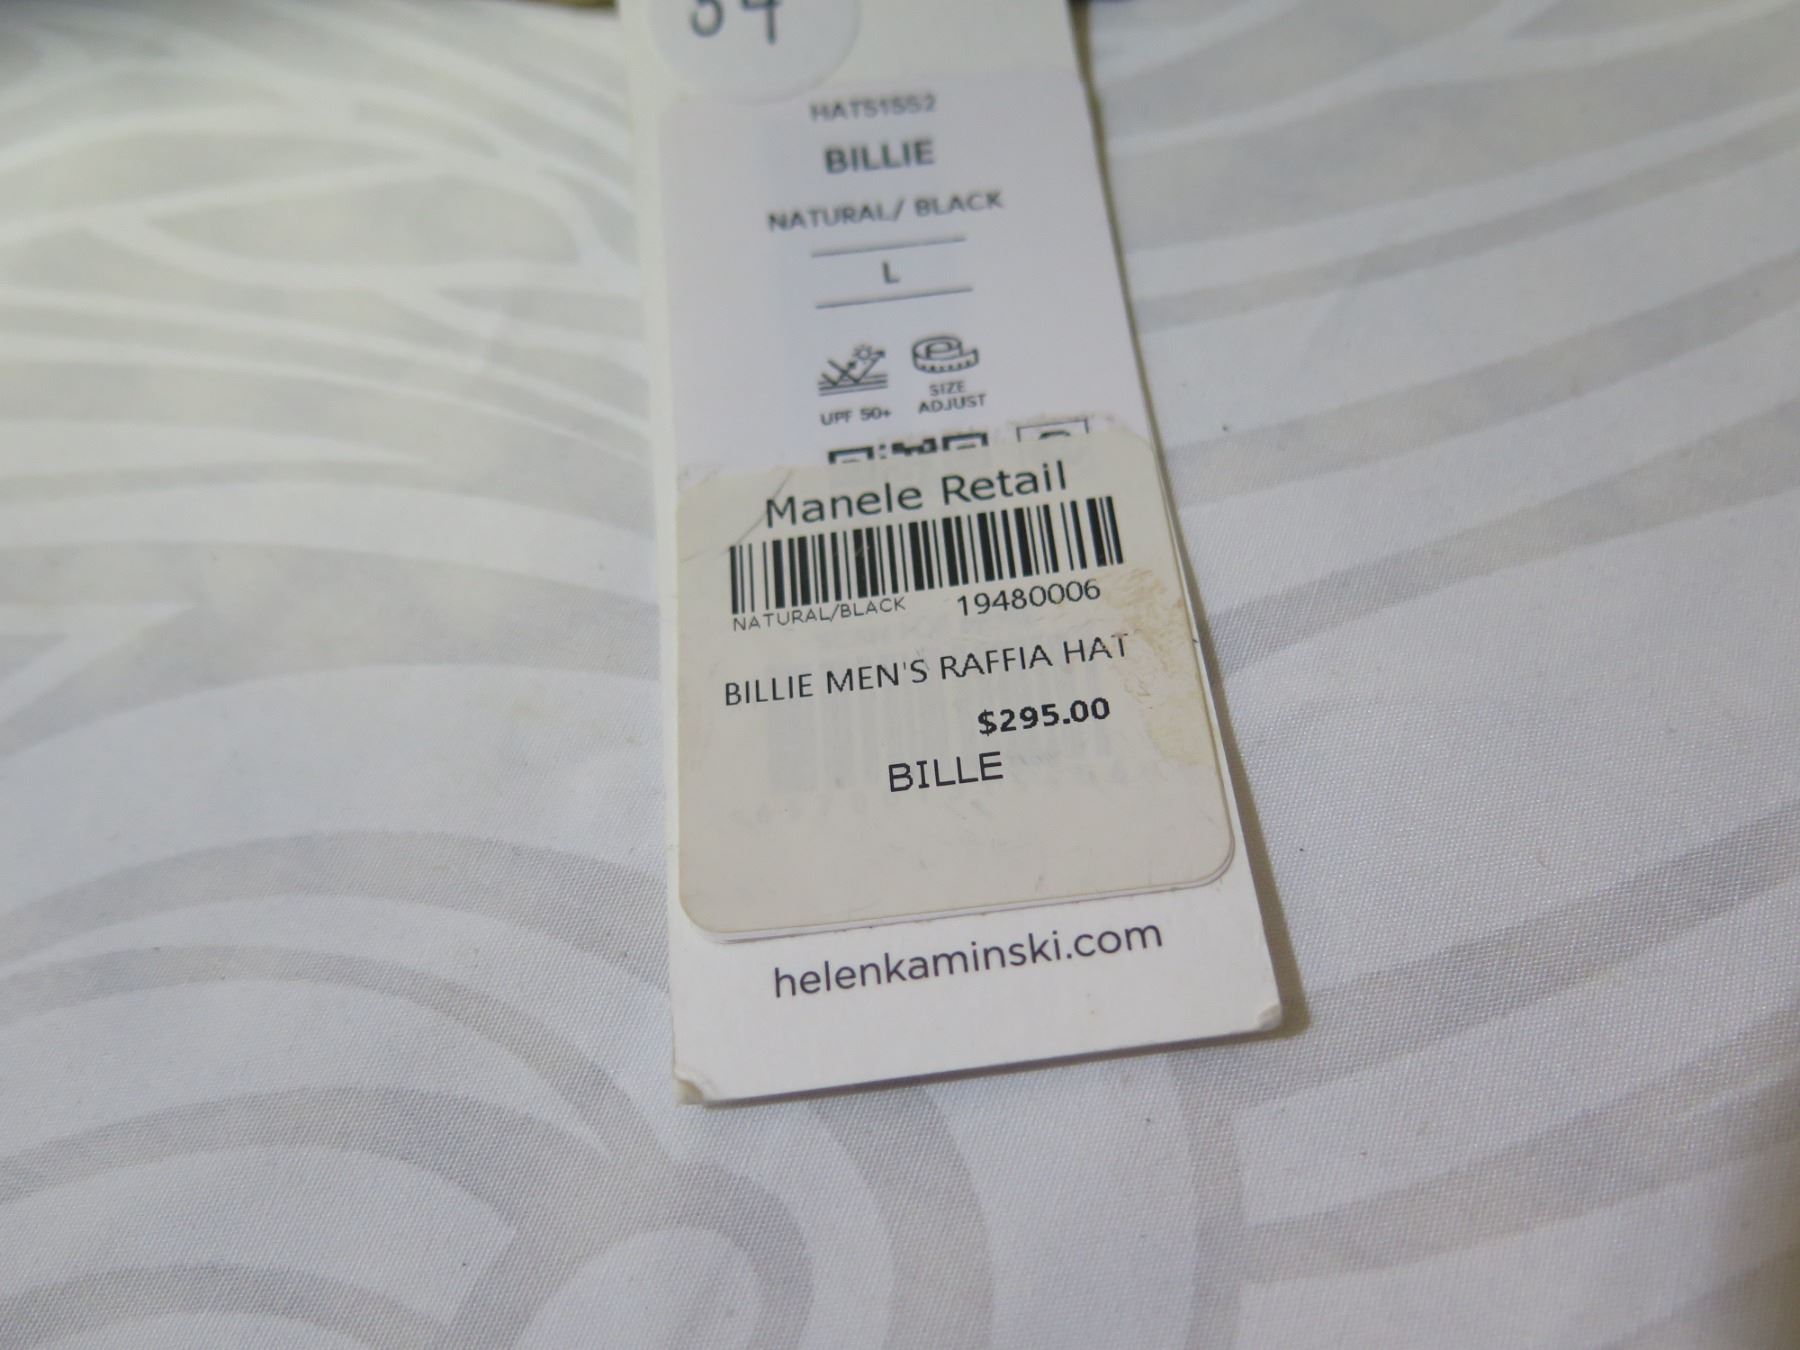 34
HAT51552
BILLIE
NATURAL/ BLACK
L
UPF 50+
SIZE
ADJUST
Manele Retail
NATURAL/BLACK 19480006
BILLIE MEN'S RAFFIA HAT
$295.00
BILLE
helenkaminski.com